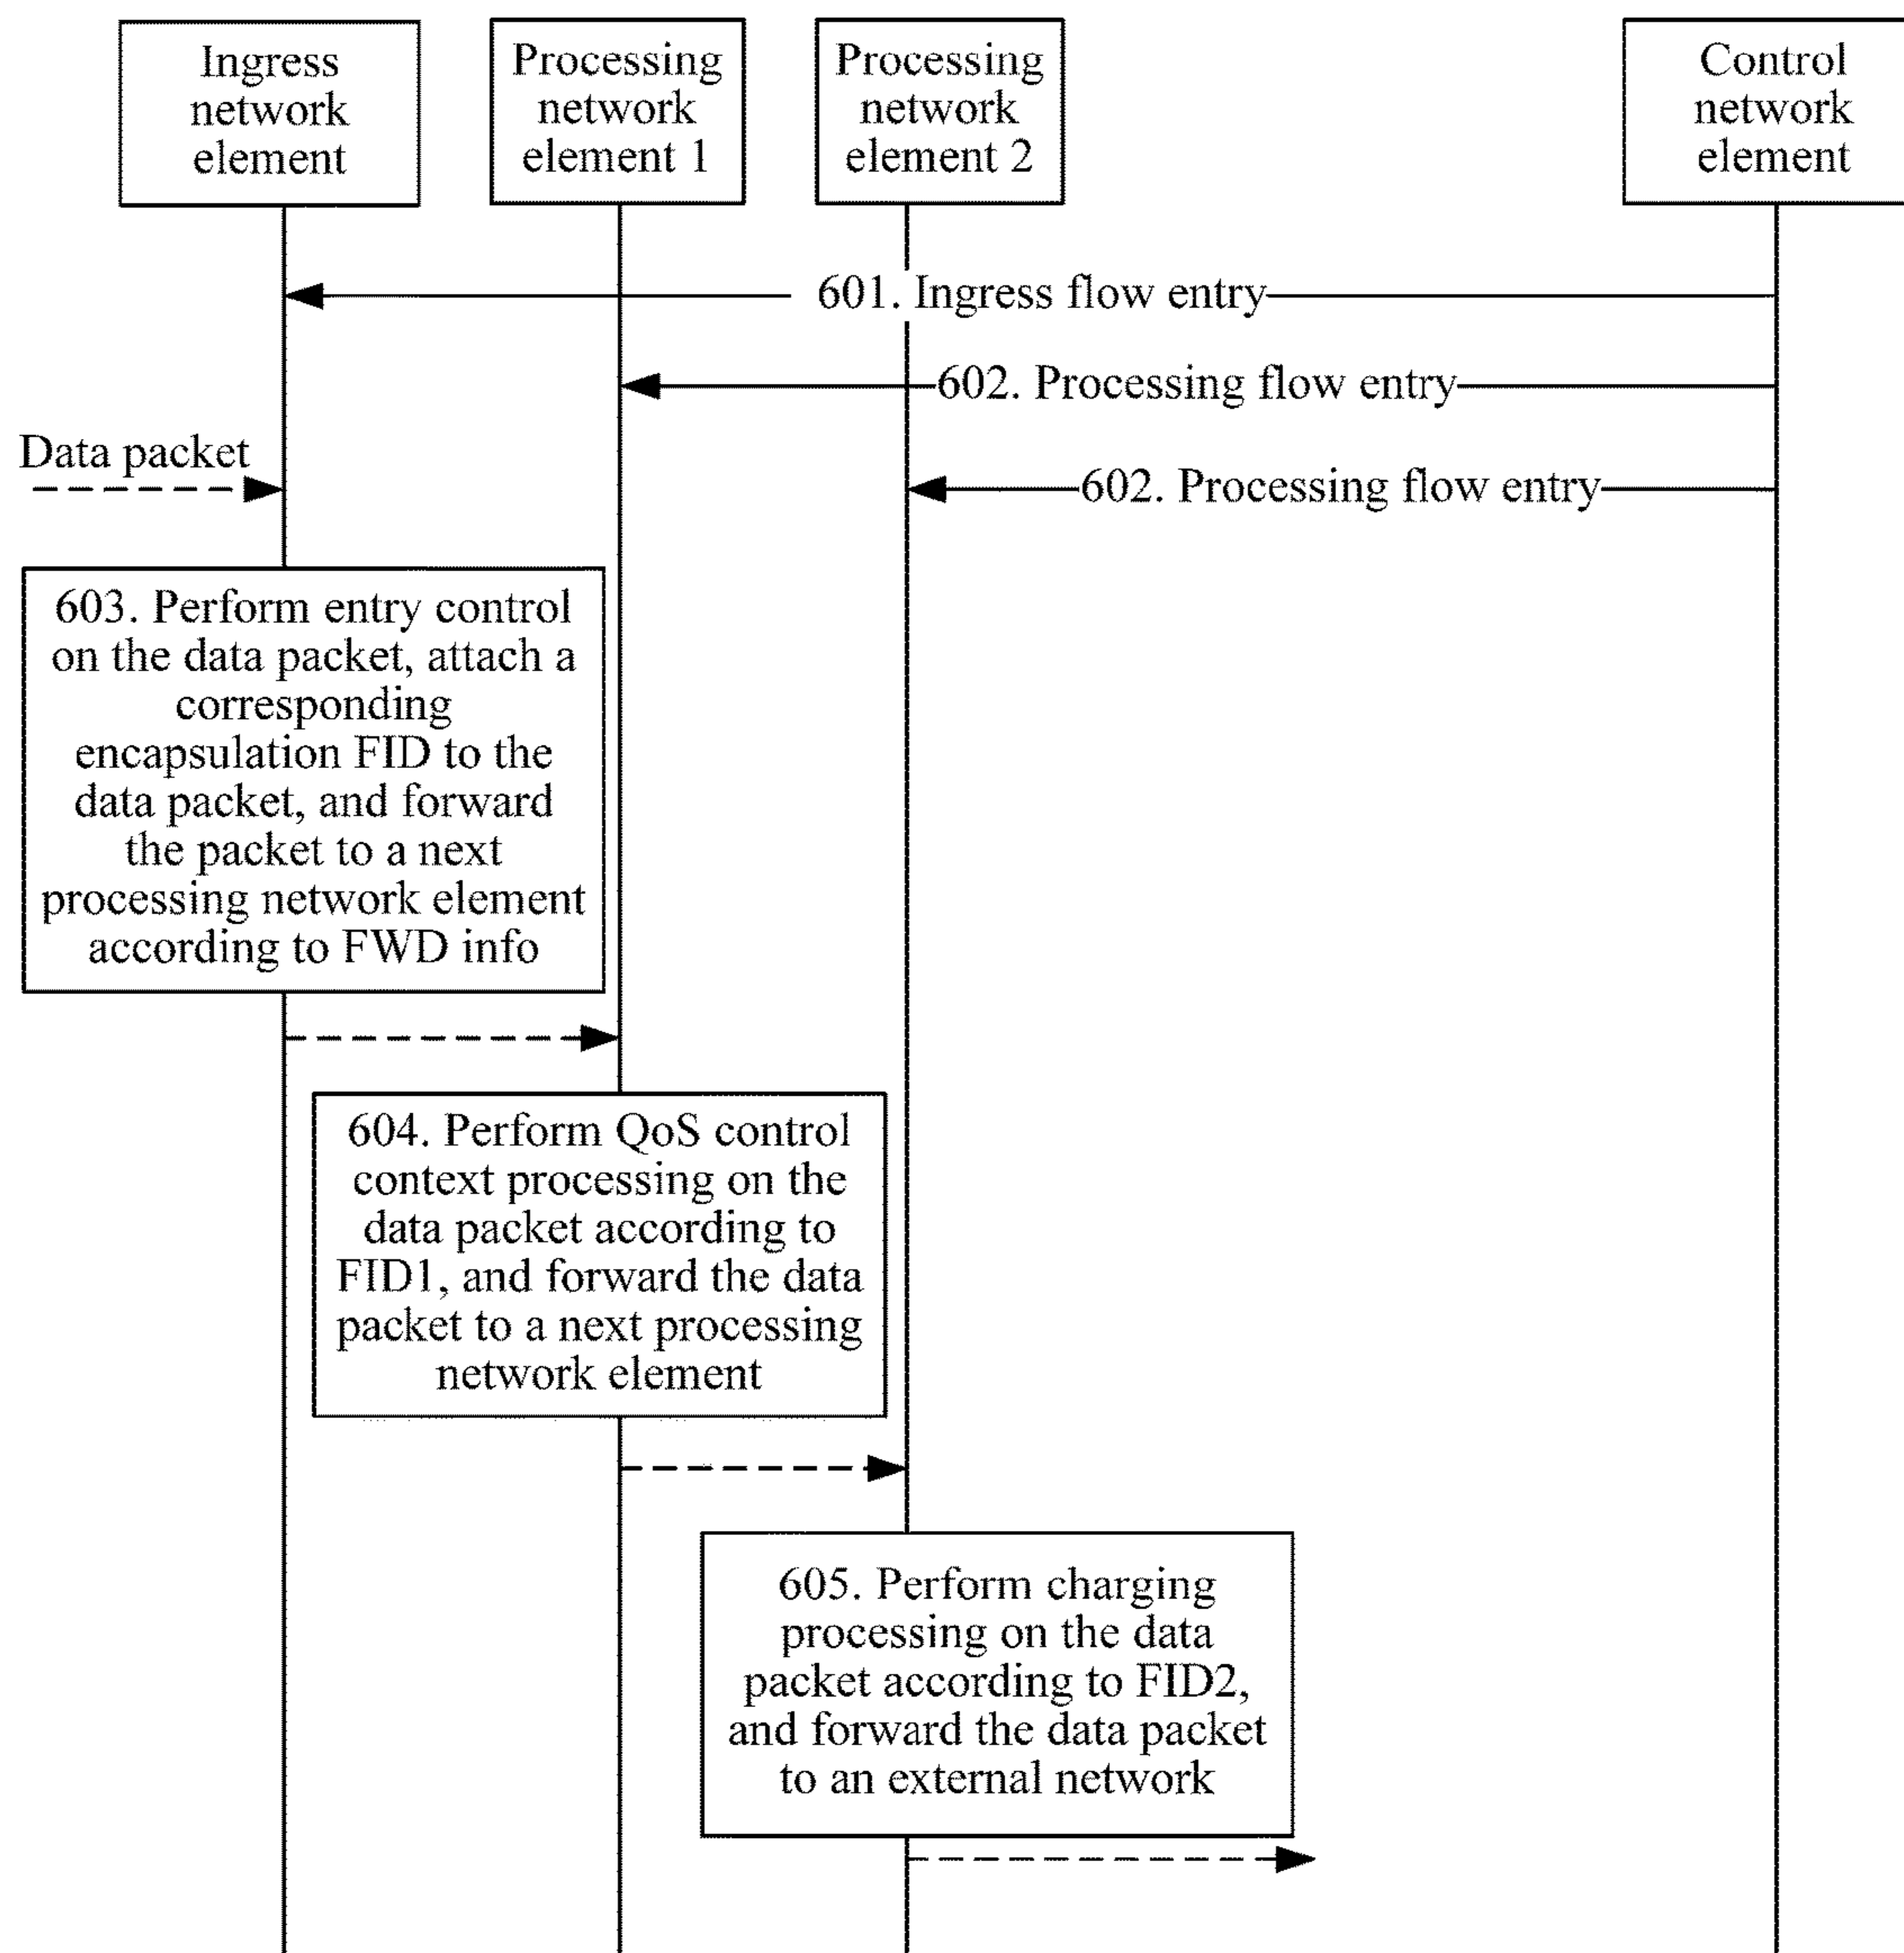 Ingress
network
element
Processing
network
element 1
Processing
network
element 2
Control
network
element
601. Ingress flow entry
602. Processing flow entry
Data packet
602. Processing flow entry
603. Perform entry control
on the data packet, attach a
corresponding
encapsulation FID to the
data packet, and forward
the packet to a next
processing network element
according to FWD info
604. Perform QoS control
context processing on the
data packet according to
FID1, and forward the data
packet to a next processing
network element
605. Perform charging
processing on the data
packet according to FID2,
and forward the data packet
to an external network